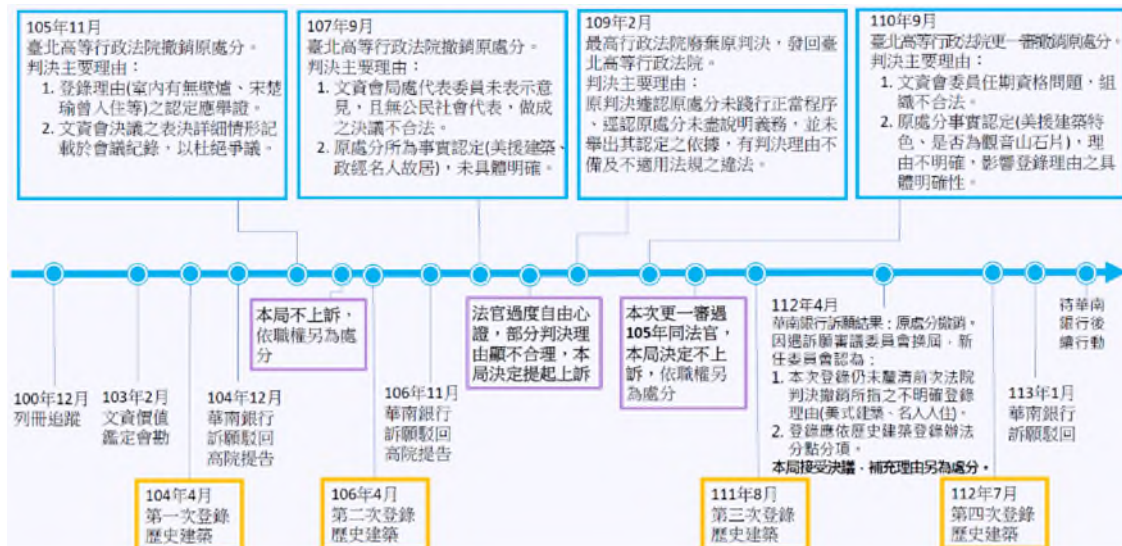 105年11月
臺北高等行政法院撤銷原處分。
判決主要理由：
1. 登錄理由(室內有無壁爐、宋楚
瑜曾人住等)之認定應舉證。
2. 文資會決議之表決詳細情形記
載於會議紀錄，以杜絕爭議。
107年9月
臺北高等行政法院撤銷原處分。
判決主要理由：
1. 文資會局處代表委員未表示意
見，且無公民社會代表，做成
之決議不合法。
2. 原處分所為事實認定(美援建築、
政經名人故居)，未具體明確。
109年2月
最高行政法院廢棄原判決，發回臺
北高等行政法院。
判決主要理由：
原判決遽認原處分未踐行正當程序
、逕認原處分未盡說明義務，並未
舉出其認定之依據，有判決理由不
備及不適用法規之違法。
110年9月
臺北高等行政法院更一審撤銷原處分。
判決主要理由：
1. 文資會委員任期資格問題，組
織不合法。
2. 原處分事實認定(美援建築特
色、是否為觀音山石片)，理
由不明確，影響登錄理由之具
體明確性。
100年12月
列冊追蹤
103年2月
文資價值
鑑定會勘
104年4月
第一次登錄
歷史建築
104年12月
華南銀行
訴願駁回
高院提告
本局不上訴，
依職權另為處
分
106年4月
第二次登錄
歷史建築
106年11月
華南銀行
訴願駁回
高院提告
法官過度自由心
證，部分判決理
由顯不合理，本
局決定提起上訴
本次更一審過
105年同法官，
本局決定不上
訴，依職權另
為處分
111年8月
第三次登錄
歷史建築
112年4月
華南銀行訴願結果：原處分撤銷。
因遇訴願審議委員會換屆，新
任委員會認為：
1. 本次登錄仍未釐清前次法院
判決撤銷所指之不明確登錄
理由(美式建築、名人人住)。
2. 登錄應依歷史建築登錄辦法
分點分項。
本局接受決議，補充理由另為處分。
112年7月
第四次登錄
歷史建築
113年1月
華南銀行
訴願駁回
待華南
銀行後
續行動